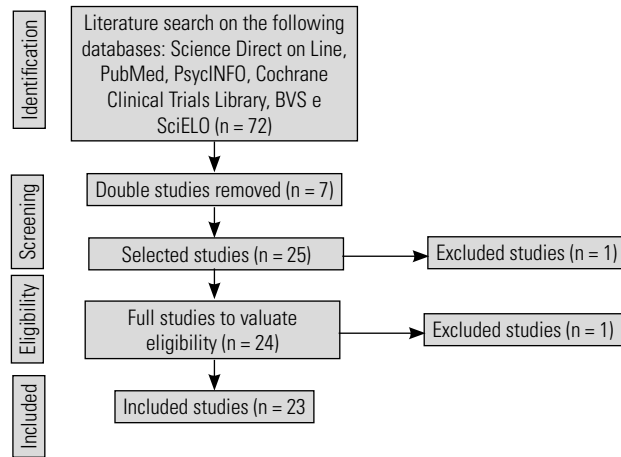 Identification
Literature search on the following
databases: Science Direct on Line,
PubMed, PsycINFO, Cochrane
Clinical Trials Library, BVS e
SciELO (n = 72)
Screening
Double studies removed (n = 7)
Selected studies (n = 25)
Excluded studies (n = 1)
Eligibility
Full studies to valuate
eligibility (n = 24)
Excluded studies (n = 1)
Included
Included studies (n = 23